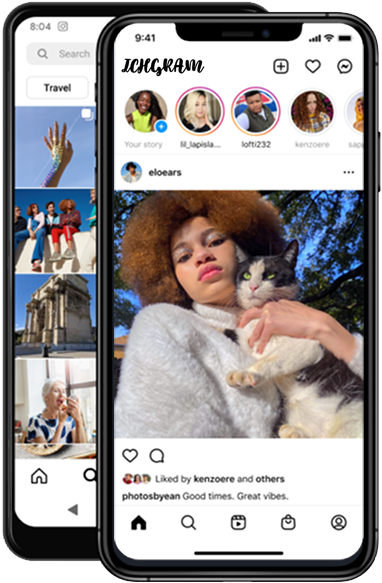 8:04
Search
Travel
9:41
ICHGRAM
Your story
lil_lapisla...
lofti232
kenzoere
eloears
Liked by kenzoere and others
photosbyean Good times. Great vibes.